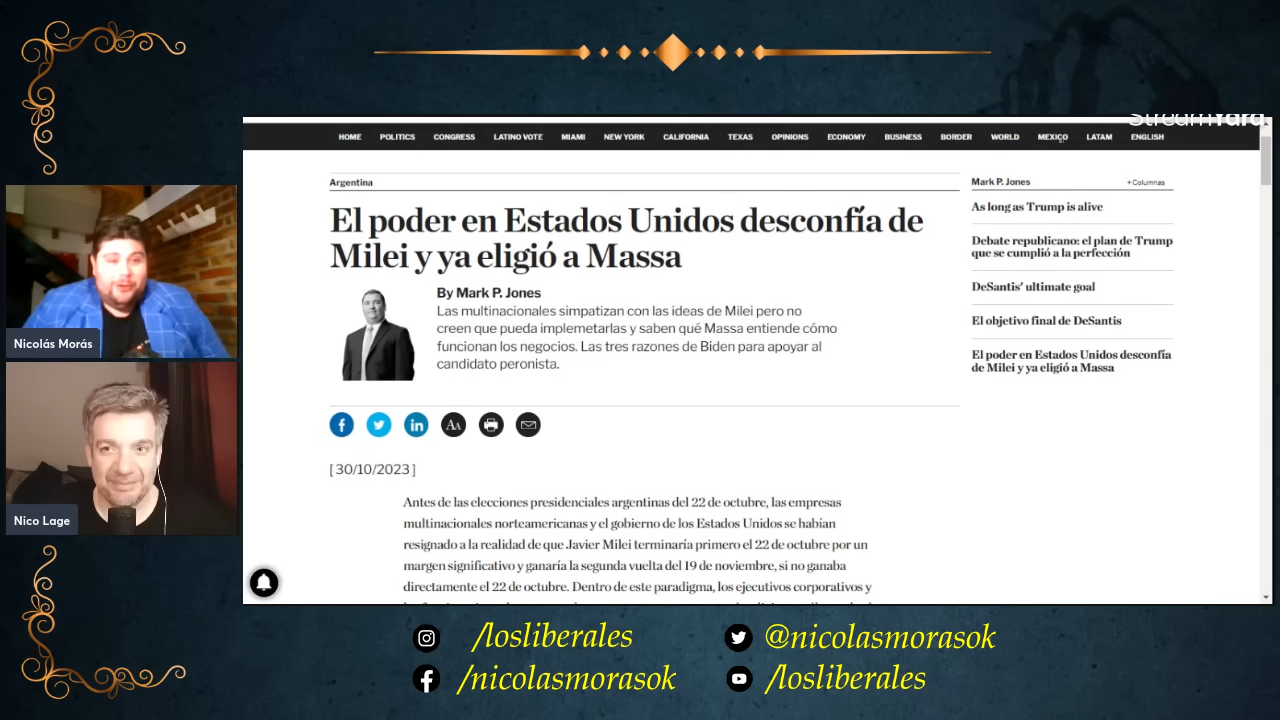 StreamYard
HOME POLITICS CONGRESS LATINO VOTE MIAMI NEW YORK CALIFORNIA TEXAS OPINIONS ECONOMY BUSINESS BORDER WORLD MEXICO LATAM ENGLISH
Argentina
El poder en Estados Unidos desconfía de
Milei y ya eligió a Massa
By Mark P. Jones
Las multinacionales simpatizan con las ideas de Milei pero no
creen que pueda implemetarlas y saben qué Massa entiende cómo
funcionan los negocios. Las tres razones de Biden para apoyar al
candidato peronista.
AA
[ 30/10/2023 ]
Antes de las elecciones presidenciales argentinas del 22 de octubre, las empresas
multinacionales norteamericanas y el gobierno de los Estados Unidos se habían
resignado a la realidad de que Javier Milei terminaría primero el 22 de octubre por un
margen significativo y ganaría la segunda vuelta del 19 de noviembre, si no ganaba
directamente el 22 de octubre. Dentro de este paradigma, los ejecutivos corporativos y
Mark P. Jones
+ Columnas
As long as Trump is alive
Debate republicano: el plan de Trump
que se cumplió a la perfección
DeSantis' ultimate goal
El objetivo final de DeSantis
El poder en Estados Unidos desconfía
de Milei y ya eligió a Massa
Nicolás Morás
Nico Lage
/losliberales
@nicolasmorasok
/nicolasmorasok
/losliberales